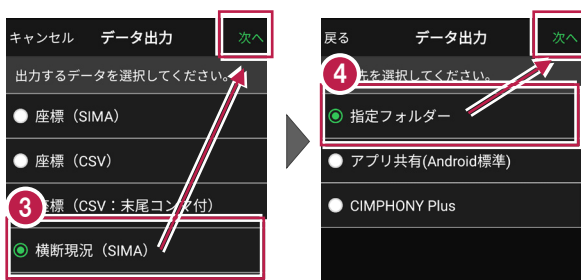 キャンセル データ出力 次へ
出力するデータを選択してください。
座標（SIMA）
座標（CSV）
3
標（CSV：末尾コンマ付）
横断現況（SIMA）
戻る データ出力 次へ
4
先を選択してください。
指定フォルダー
アプリ共有(Android標準)
CIMPHONY Plus